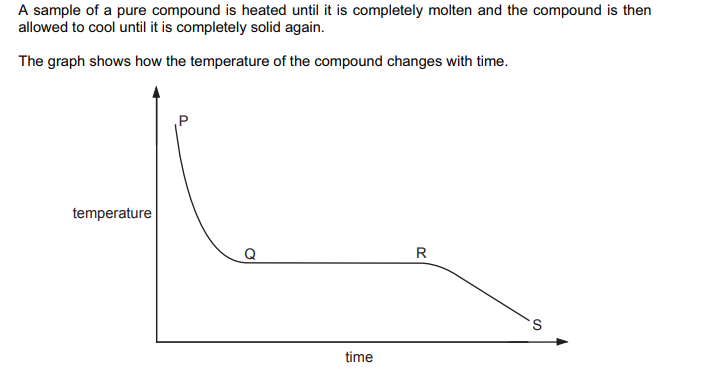 A sample of a pure compound is heated until it is completely molten and the compound is then
allowed to cool until it is completely solid again.
The graph shows how the temperature of the compound changes with time.
P
temperature
Q
R
S
time